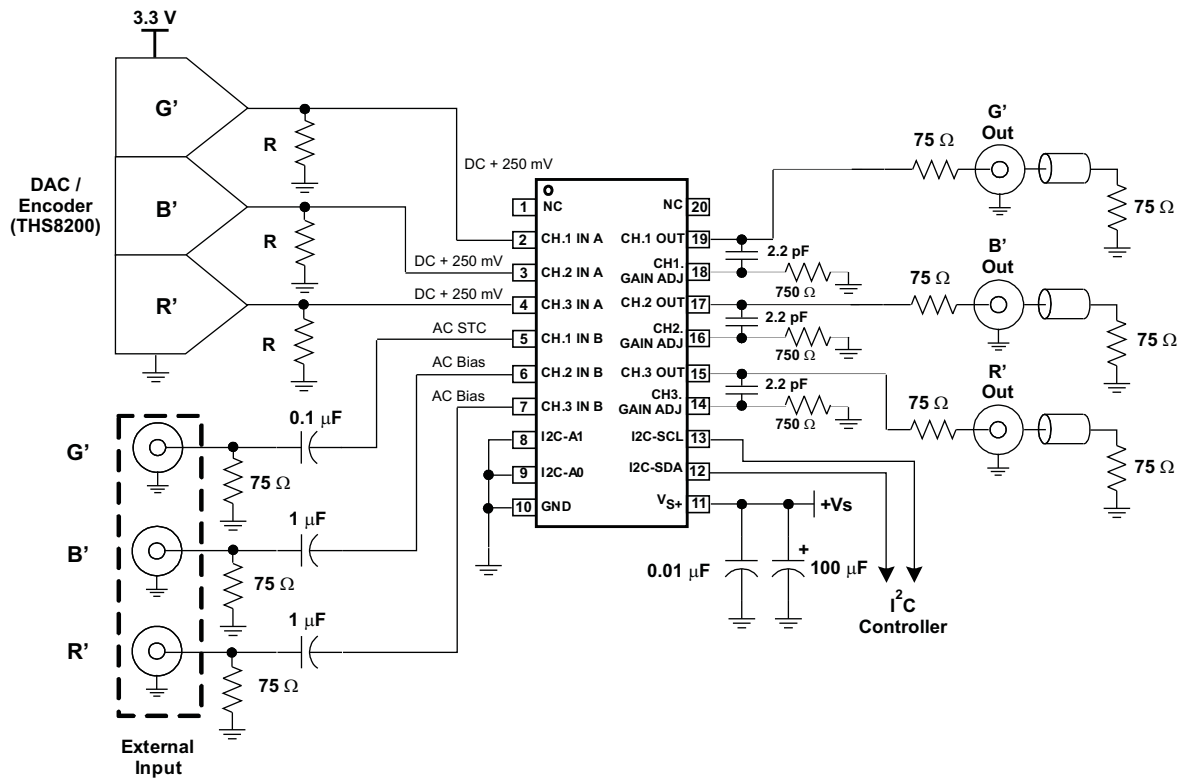 3.3 V
G'
B'
R'
DAC /
Encoder
(THS8200)
R
R
R
DC + 250 mV
DC + 250 mV
DC + 250 mV
AC STC
AC Bias
AC Bias
External
Input
G'
B'
R'
0.1 µF
1 µF
1 µF
75 Ω
75 Ω
75 Ω
1 NC
2 CH.1 IN A
3 CH.2 IN A
4 CH.3 IN A
5 CH.1 IN B
6 CH.2 IN B
7 CH.3 IN B
8 I2C-A1
9 I2C-A0
10 GND
NC 20
CH.1 OUT 19
CH1.
GAIN ADJ 18
CH.2 OUT 17
CH2.
GAIN ADJ 16
CH.3 OUT 15
CH3.
GAIN ADJ 14
I2C-SCL 13
I2C-SDA 12
VS+ 11
2.2 pF
750 Ω
2.2 pF
750 Ω
2.2 pF
750 Ω
75 Ω
G'
Out
75 Ω
75 Ω
B'
Out
75 Ω
75 Ω
R'
Out
75 Ω
+Vs
0.01 µF
+
100 µF
I2C
Controller